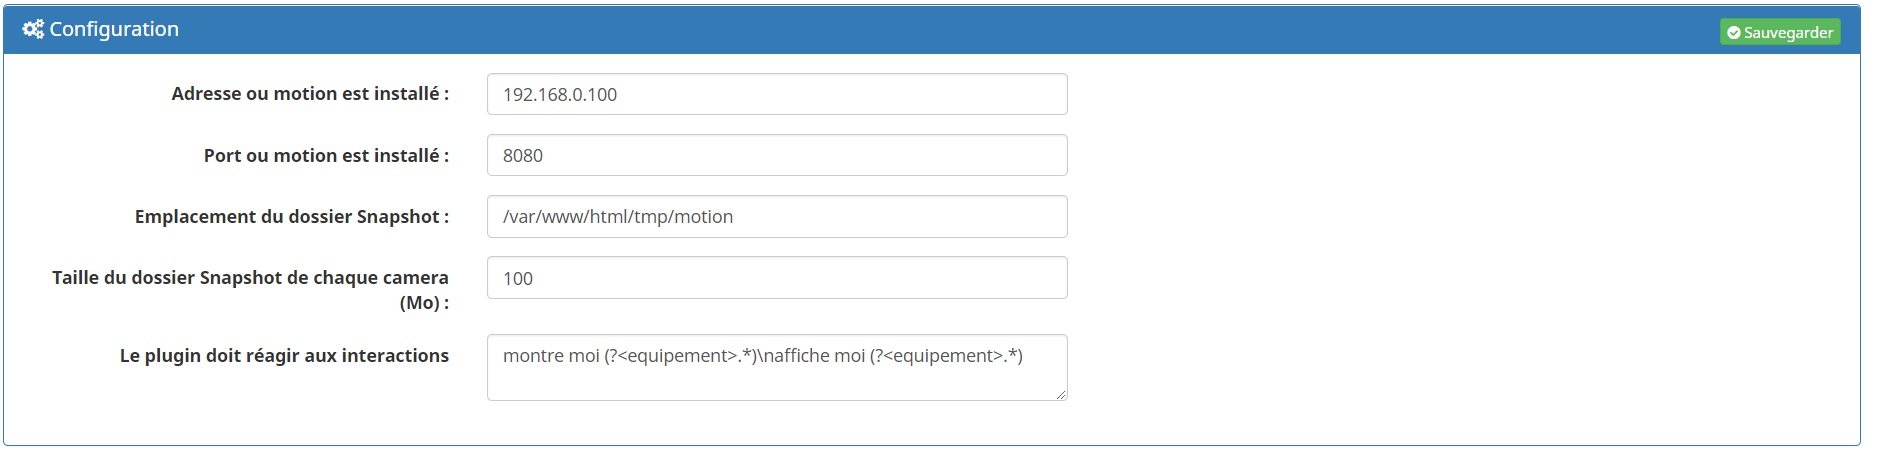 Configuration
Sauvegarder
Adresse ou motion est installé :
192.168.0.100
Port ou motion est installé :
8080
Emplacement du dossier Snapshot :
/var/www/html/tmp/motion
Taille du dossier Snapshot de chaque camera
(Mo) :
100
Le plugin doit réagir aux interactions
montre moi (?<equipement>.*)\naffiche moi (?<equipement>.*)